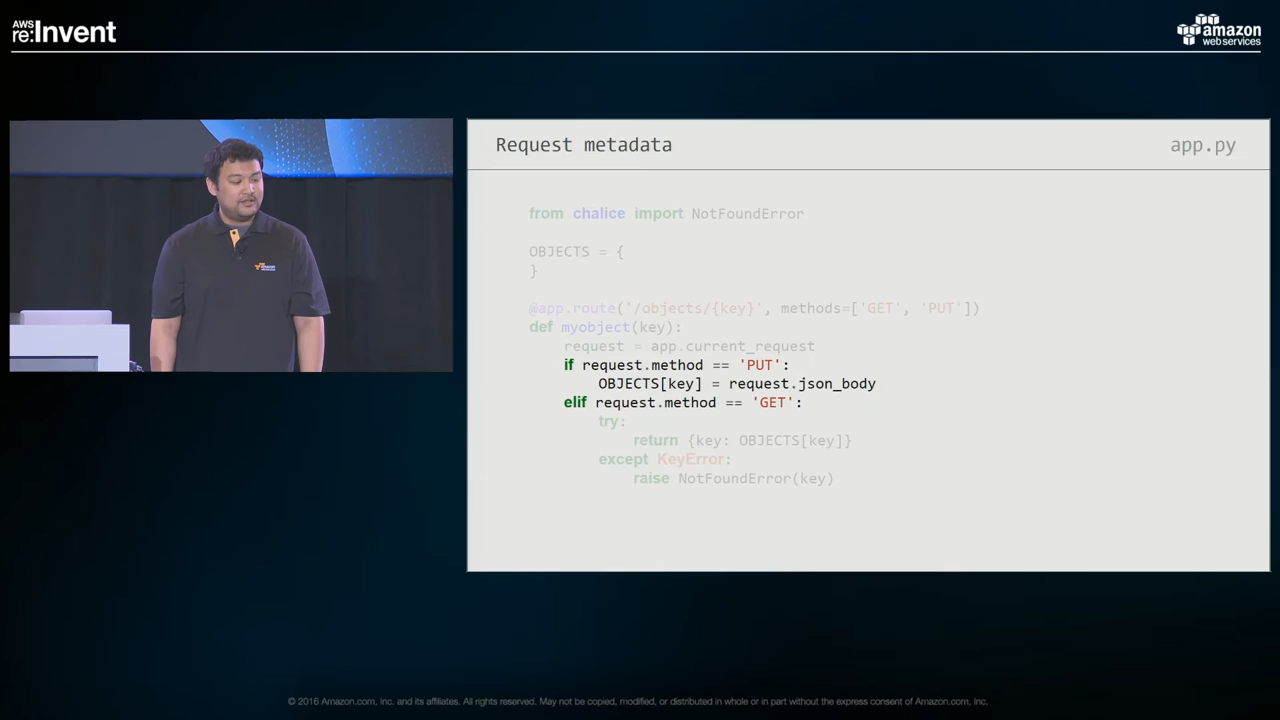 AWS
re:Invent
amazon
web services
Request metadata
app.py
from chalice import NotFoundError
OBJECTS = {
}
@app.route('/objects/{key}', methods=['GET', 'PUT'])
def myobject(key):
request = app.current_request
if request.method == 'PUT':
OBJECTS[key] = request.json_body
elif request.method == 'GET':
try:
return {key: OBJECTS[key]}
except KeyError:
raise NotFoundError(key)
© 2016 Amazon.com, Inc. and its affiliates. All rights reserved. May not be copied, modified, or distributed in whole or in part without the express consent of Amazon.com, Inc.